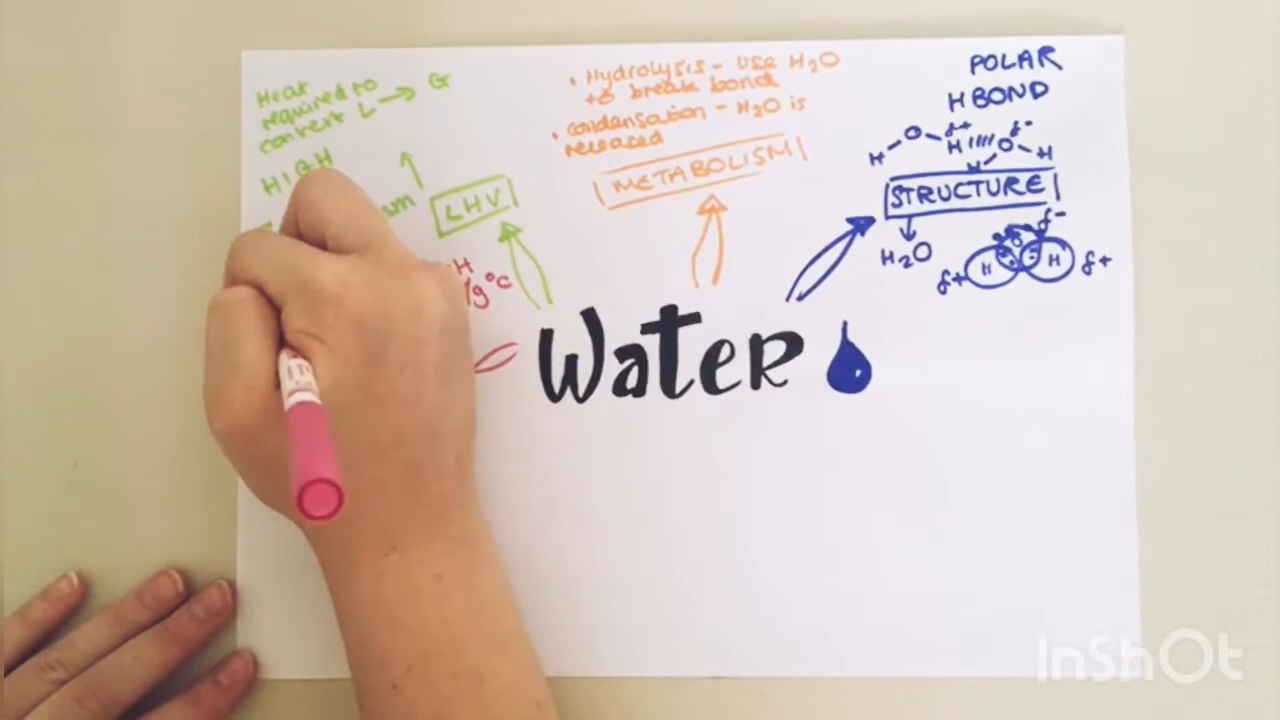 Heat
required to
convert L → G
HIGH
LHV
• Hydrolysis - use H2O
to break bond
• Condensation - H2O is
released
METABOLISM
POLAR
H BOND
O δ+ δ-
H H O H
H
STRUCTURE
H2O
δ-
O
δ+ H H δ+
H
/g°C
Water
InShOt